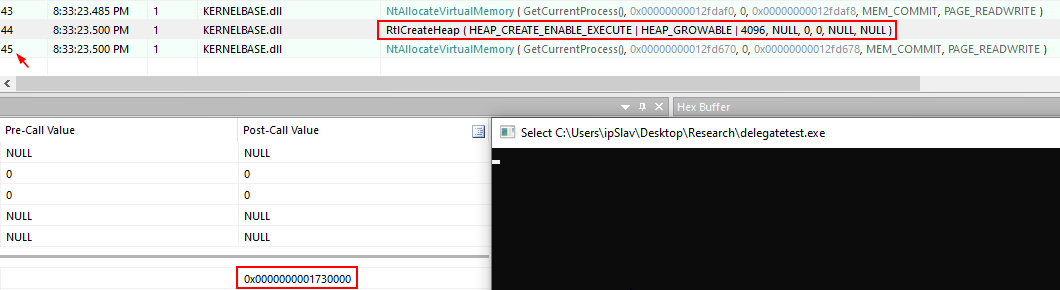 43 8:33:23.485 PM 1 KERNELBASE.dll NtAllocateVirtualMemory ( GetCurrentProcess(), 0x00000000012fdaf0, 0, 0x00000000012fdaf8, MEM_COMMIT, PAGE_READWRITE )
44 8:33:23.500 PM 1 KERNELBASE.dll RtlCreateHeap ( HEAP_CREATE_ENABLE_EXECUTE | HEAP_GROWABLE | 4096, NULL, 0, 0, NULL, NULL )
45 8:33:23.500 PM 1 KERNELBASE.dll NtAllocateVirtualMemory ( GetCurrentProcess(), 0x00000000012fd670, 0, 0x00000000012fd678, MEM_COMMIT, PAGE_READWRITE )
Hex Buffer
Pre-Call Value Post-Call Value
Select C:\Users\ipSlav\Desktop\Research\delegatetest.exe
NULL NULL
0 0
0 0
NULL NULL
NULL NULL
0x0000000001730000